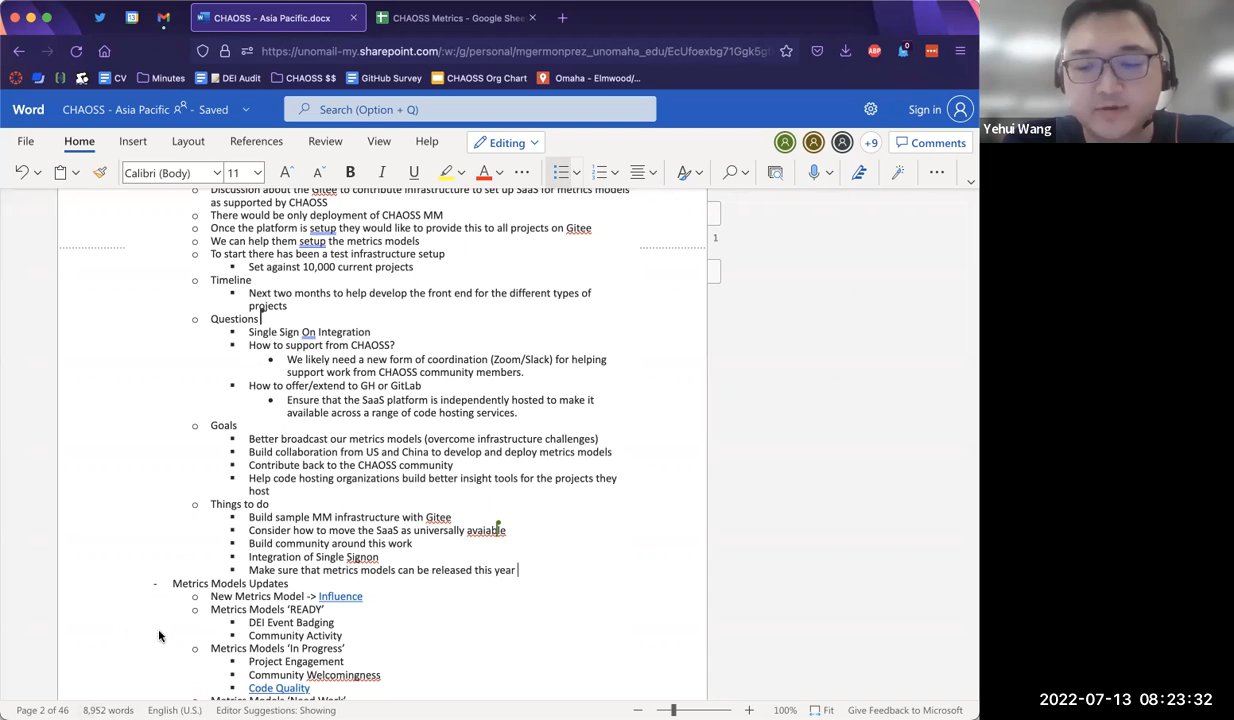 CHAOSS - Asia Pacific.docx
CHAOSS Metrics - Google She
https://unomail-my.sharepoint.com/:w:/g/personal/mgermonprez_unomaha_edu/EcUfoexbg71Ggk5g
ABP
0
CV
Minutes
DEI Audit
CHAOSS $$
GitHub Survey
CHAOSS Org Chart
Omaha - Elmwood/...
Word
CHAOSS - Asia Pacific
- Saved
Search (Option + Q)
Sign in
File
Home
Insert
Layout
References
Review
View
Help
Editing
+9
Comments
Calibri (Body)
11
Discussion about the Gitee to contribute infrastructure to set up SaaS for metrics models
as supported by CHAOSS
There would be only deployment of CHAOSS MM
Once the platform is setup they would like to provide this to all projects on Gitee
We can help them setup the metrics models
To start there has been a test infrastructure setup
Set against 10,000 current projects
Timeline
Next two months to help develop the front end for the different types of
projects
Questions
Single Sign On Integration
How to support from CHAOSS?
We likely need a new form of coordination (Zoom/Slack) for helping
support work from CHAOSS community members.
How to offer/extend to GH or GitLab
Ensure that the SaaS platform is independently hosted to make it
available across a range of code hosting services.
Goals
Better broadcast our metrics models (overcome infrastructure challenges)
Build collaboration from US and China to develop and deploy metrics models
Contribute back to the CHAOSS community
Help code hosting organizations build better insight tools for the projects they
host
Things to do
Build sample MM infrastructure with Gitee
Consider how to move the SaaS as universally avaiable
Build community around this work
Integration of Single Signon
Make sure that metrics models can be released this year
- Metrics Models Updates
New Metrics Model -> Influence
Metrics Models ‘READY’
DEI Event Badging
Community Activity
Metrics Models ‘In Progress’
Project Engagement
Community Welcomingness
Code Quality
Metrics Models ‘Need Work’
1
Page 2 of 46
8,952 words
English (U.S.)
Editor Suggestions: Showing
100%
Fit
Give Feedback to Microsoft
Yehui Wang
2022-07-13 08:23:32